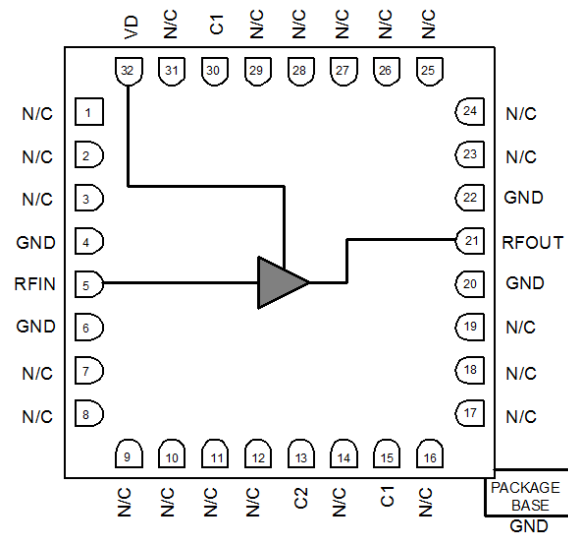 VD N/C C1 N/C N/C N/C N/C N/C
32 31 30 29 28 27 26 25
N/C 1 24 N/C
N/C 2 23 N/C
N/C 3 22 GND
GND 4 21 RFOUT
RFIN 5 20 GND
GND 6 19 N/C
N/C 7 18 N/C
N/C 8 17 N/C
9 10 11 12 13 14 15 16
N/C N/C N/C N/C C2 N/C C1 N/C
PACKAGE
BASE
GND